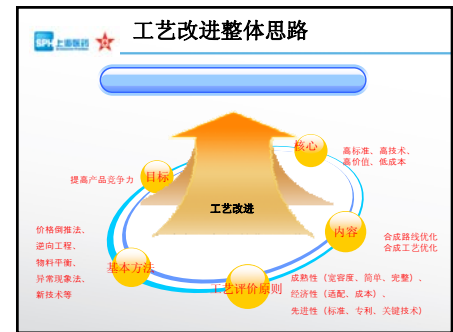 工艺改进整体思路
SPH 上海医药
核心
高标准、高技术、
高价值、低成本
目标
提高产品竞争力
工艺改进
内容
合成路线优化
合成工艺优化
价格倒推法、
逆向工程、
物料平衡、
异常现象法、
新技术等
基本方法
工艺评价原则
成熟性（宽容度、简单、完整）、
经济性（适配、成本）、
先进性（标准、专利、关键技术）